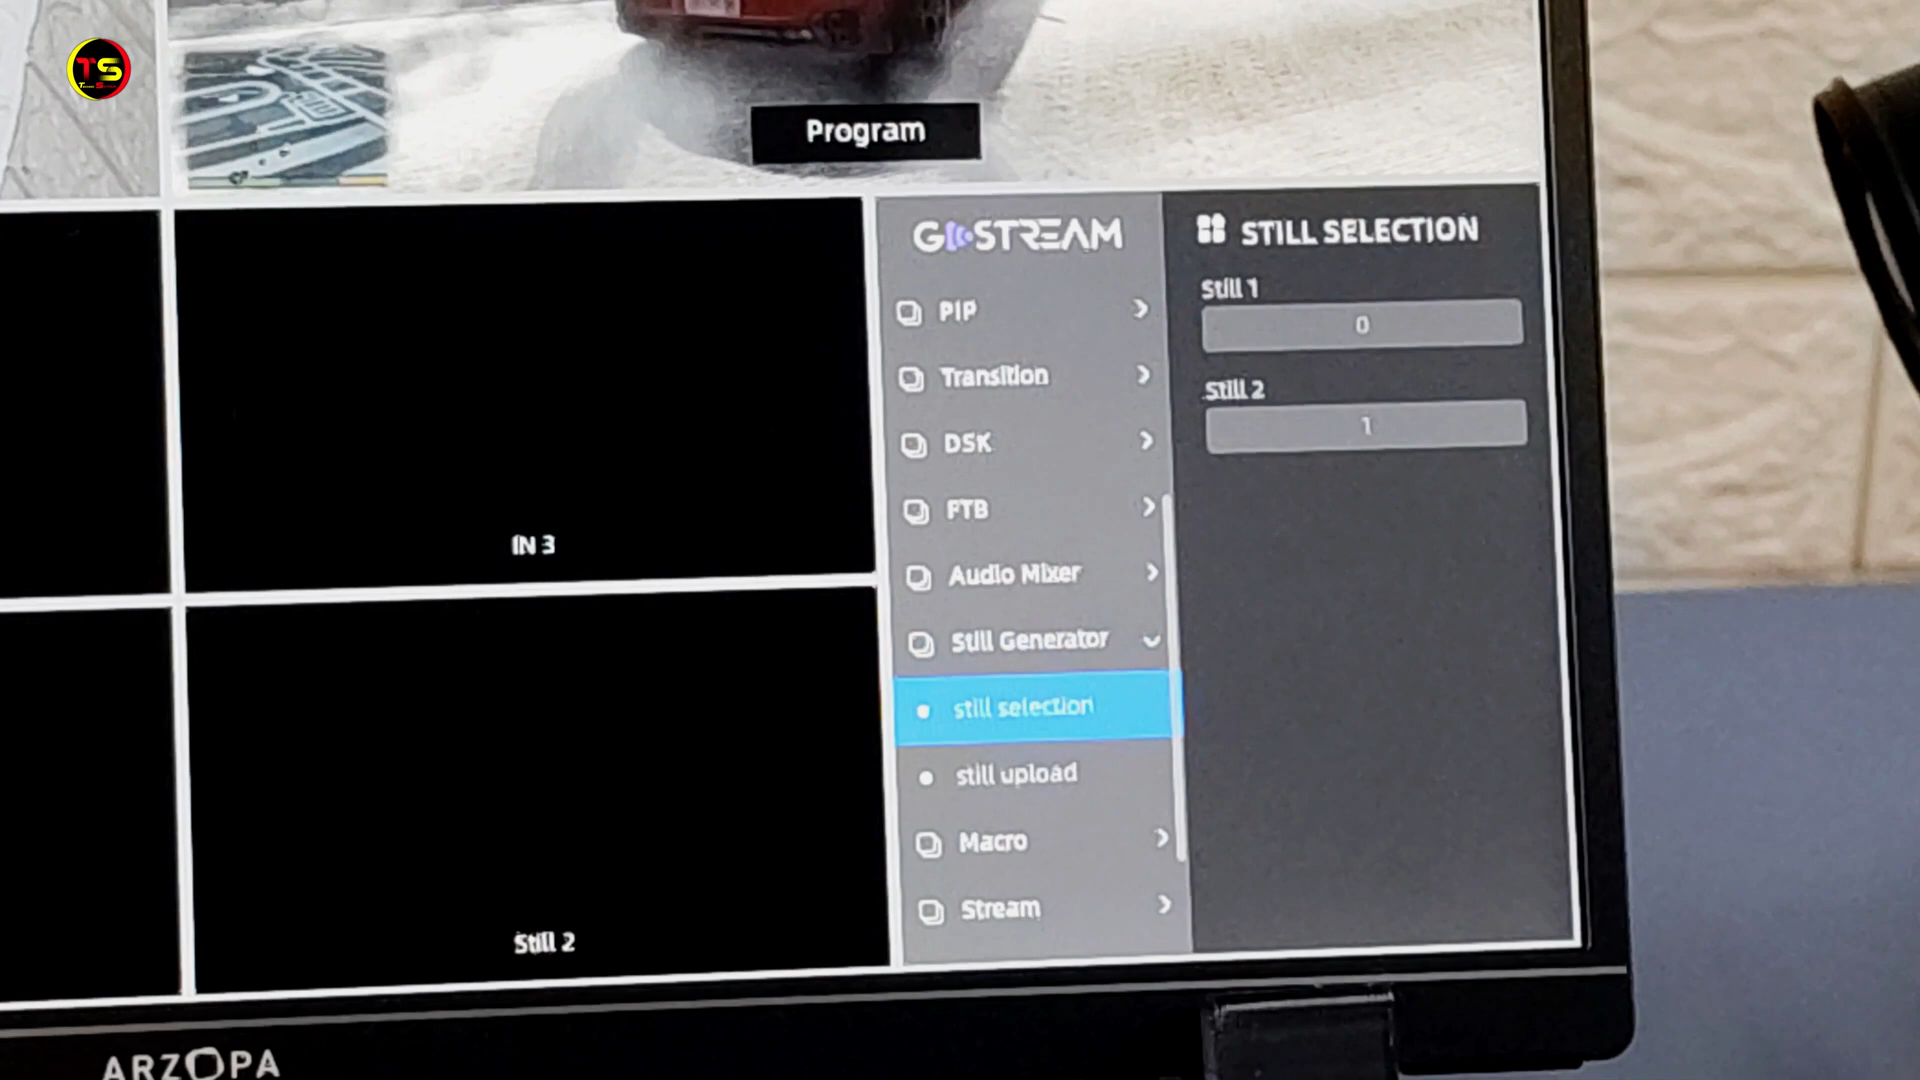 TS
Program
GOSTREAM
PIP
Transition
DSK
FTB
Audio Mixer
Still Generator
still selection
still upload
Macro
Stream
STILL SELECTION
Still 1
0
Still 2
1
IN 3
Still 2
ARZOPA